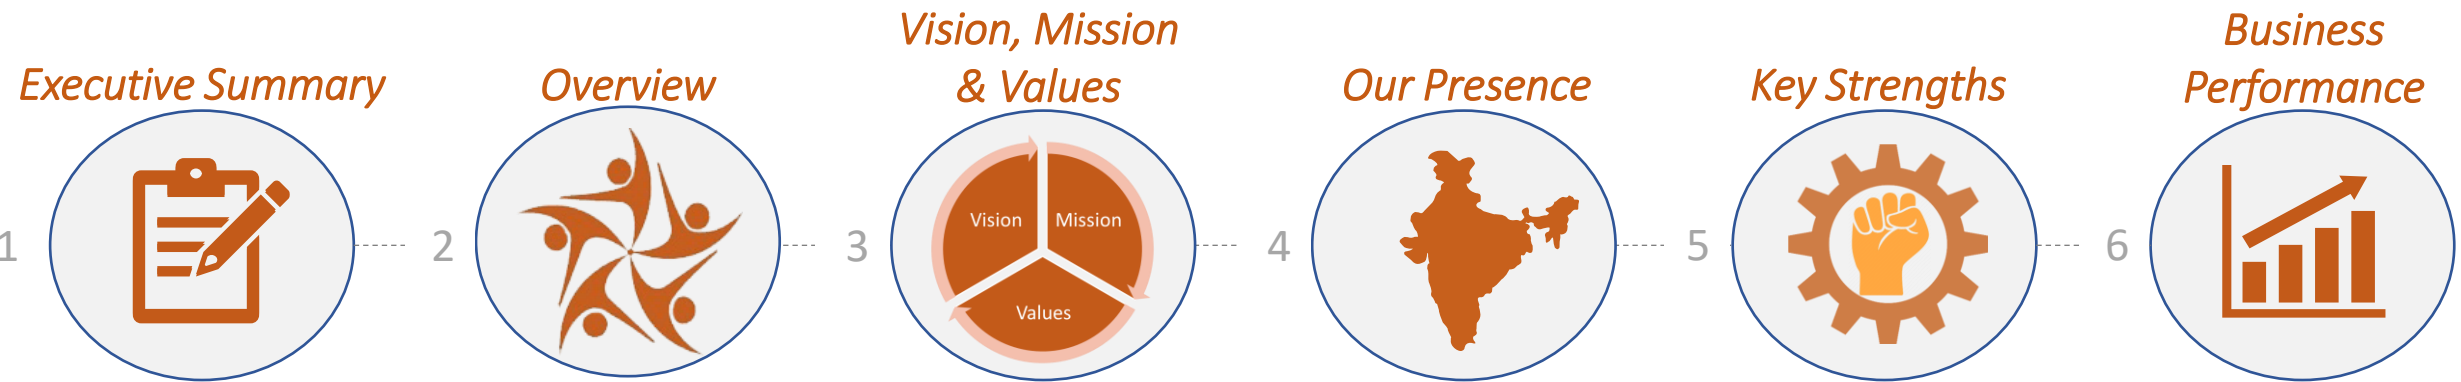 1
Executive Summary
2
Overview
3
Vision, Mission
& Values
Vision
Mission
Values
4
Our Presence
5
Key Strengths
6
Business
Performance